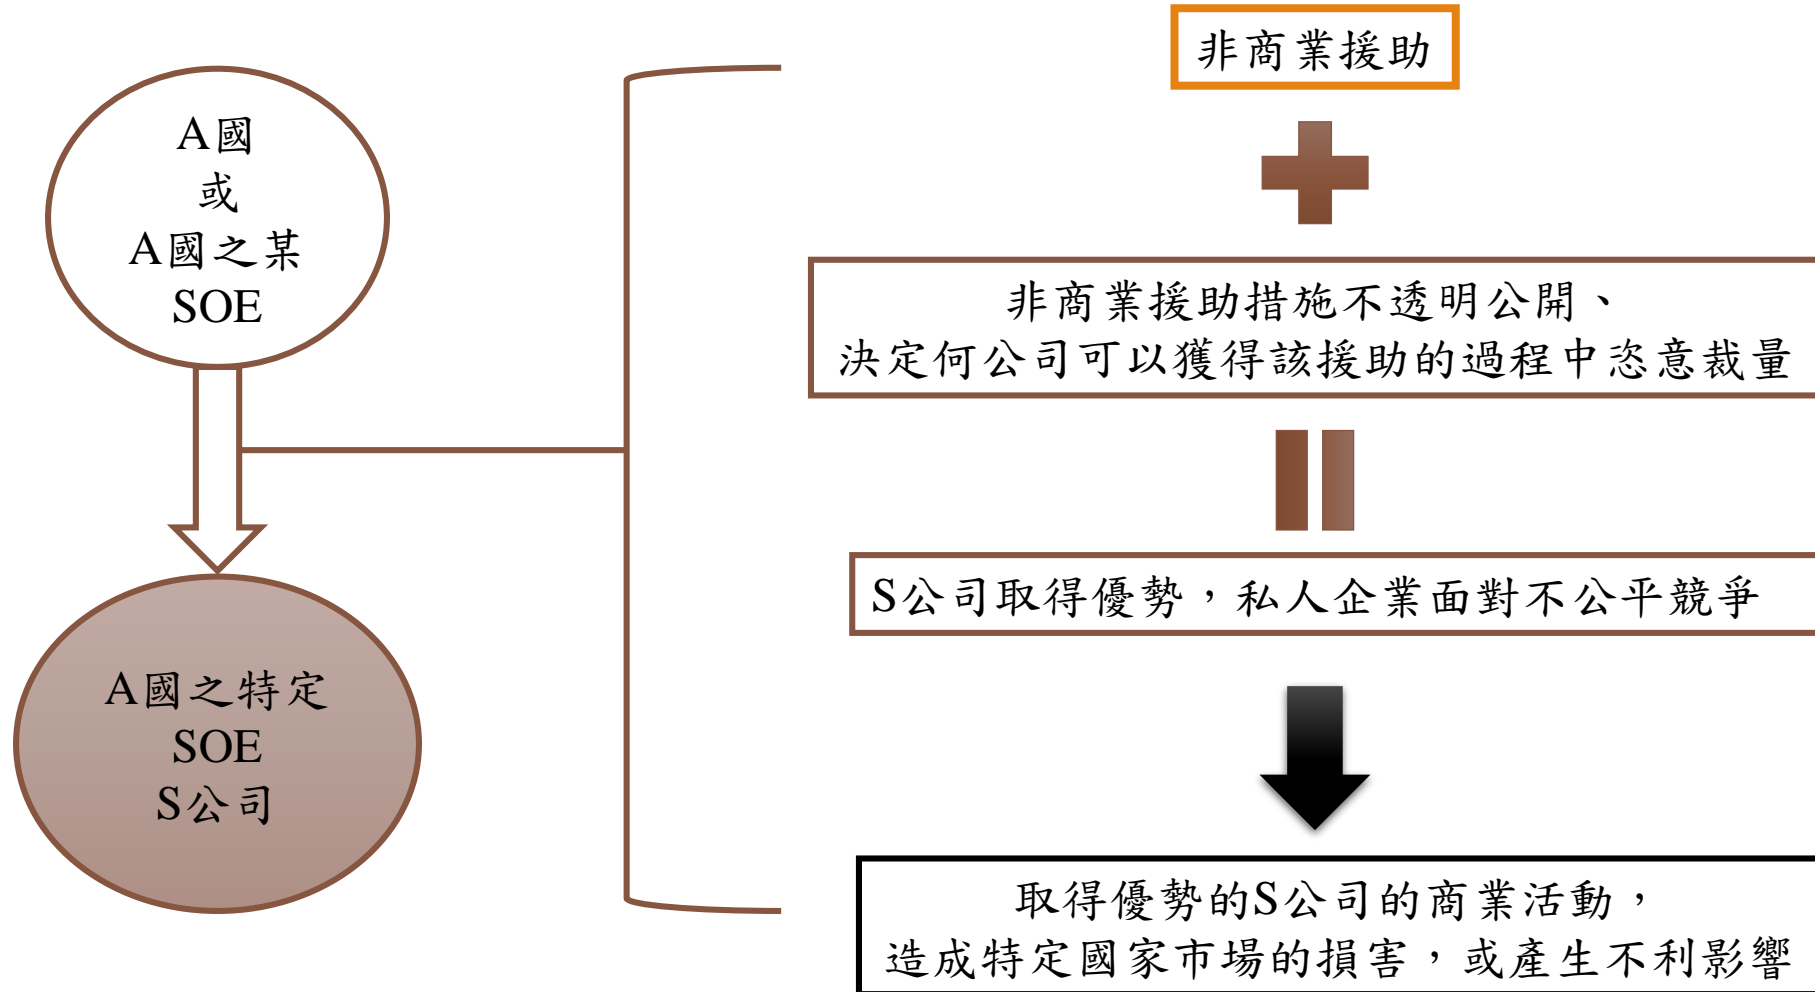 A國
或
A國之某
SOE
A國之特定
SOE
S公司
非商業援助
非商業援助措施不透明公開、
決定何公司可以獲得該援助的過程中恣意裁量
S公司取得優勢，私人企業面對不公平競爭
取得優勢的S公司的商業活動，
造成特定國家市場的損害，或產生不利影響